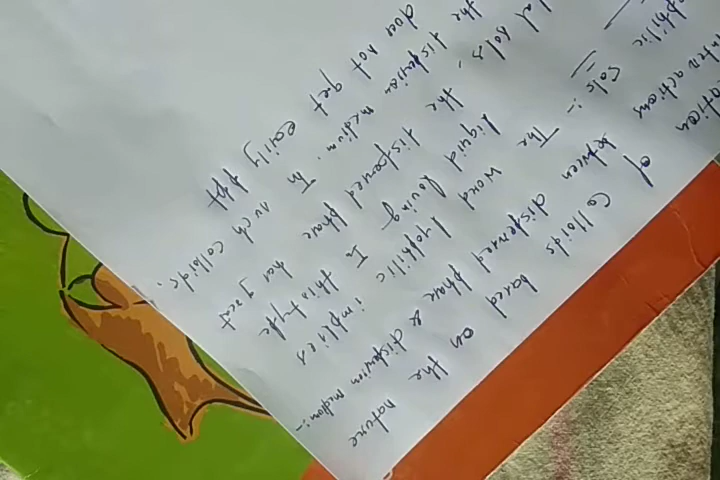 ation of Colloids based on the nature
interactions between dispersed phase & dispersion medium:-
philic Sols :- The word lyophilic implies
liquid loving In this type
al sols, the dispersed phase has great
the dispersion medium. In such colloids.
does not get easily ppt